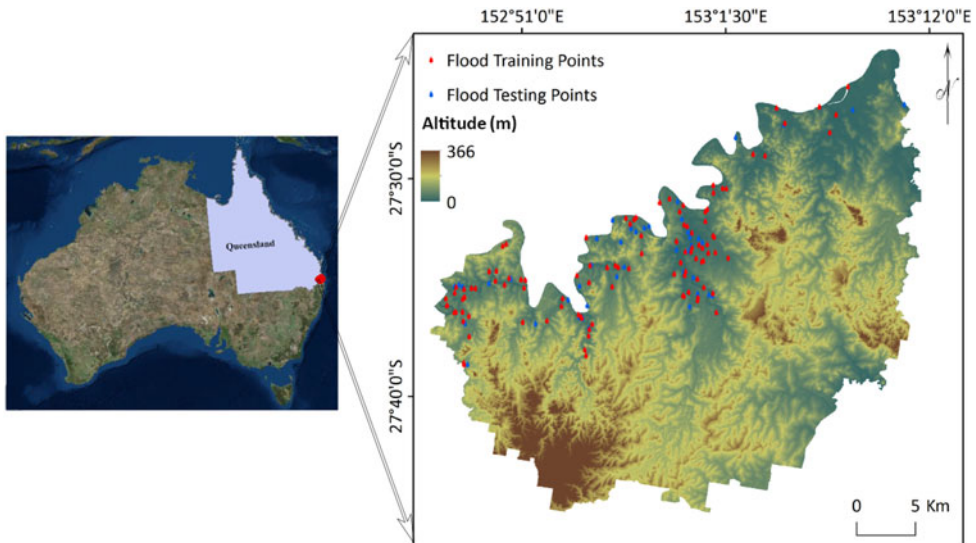 152°51'0"E
153°1'30"E
153°12'0"E
Flood Training Points
Flood Testing Points
Altitude (m)
366
0
N
27°30'0"S
27°40'0"S
Queensland
0 5 Km